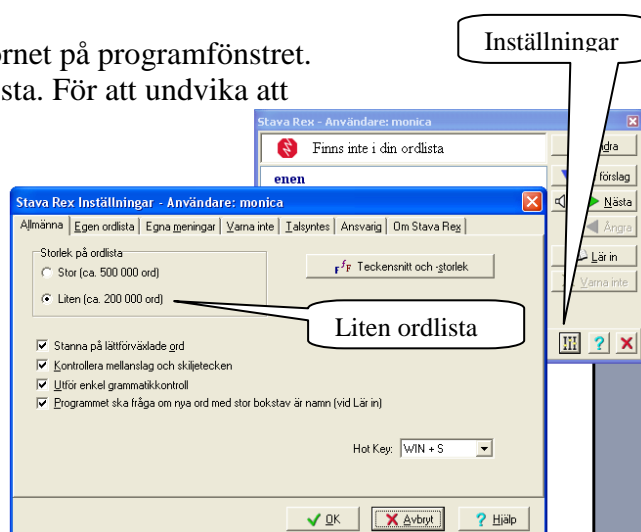 Inställningar
ornet på programfönstret.
sta. För att undvika att
Stava Rex - Användare: monica
Finns inte i din ordlista
enen
dra
förslag
Nästa
Ångra
Lär in
Varna inte
Stava Rex Inställningar - Användare: monica
Allmänna
Egen ordlista
Egna meningar
Varna inte
Talsyntes
Ansvarig
Om Stava Rex
Storlek på ordlista
Stor (ca. 500 000 ord)
Liten (ca. 200 000 ord)
Teckensnitt och -storlek
Liten ordlista
Stanna på lättförväxlade ord
Kontrollera mellanslag och skiljetecken
Utför enkel grammatikkontroll
Programmet ska fråga om nya ord med stor bokstav är namn (vid Lär in)
Hot Key: WIN + S
OK
Avbryt
Hjälp